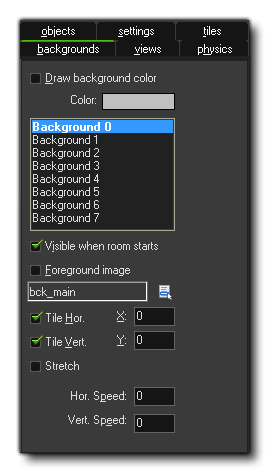 objects settings tiles
backgrounds views physics
Draw background color
Color:
Background 0
Background 1
Background 2
Background 3
Background 4
Background 5
Background 6
Background 7
Visible when room starts
Foreground image
bck_main
Tile Hor. X: 0
Tile Vert. Y: 0
Stretch
Hor. Speed: 0
Vert. Speed: 0